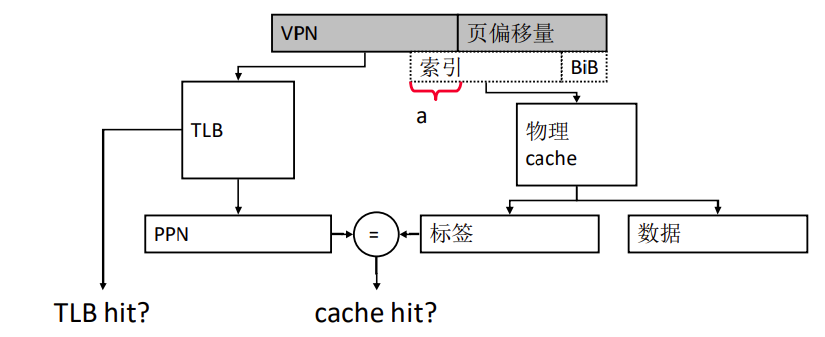 VPN
页偏移量
索引
BiB
a
TLB
物理
cache
PPN
=
标签
数据
TLB hit?
cache hit?